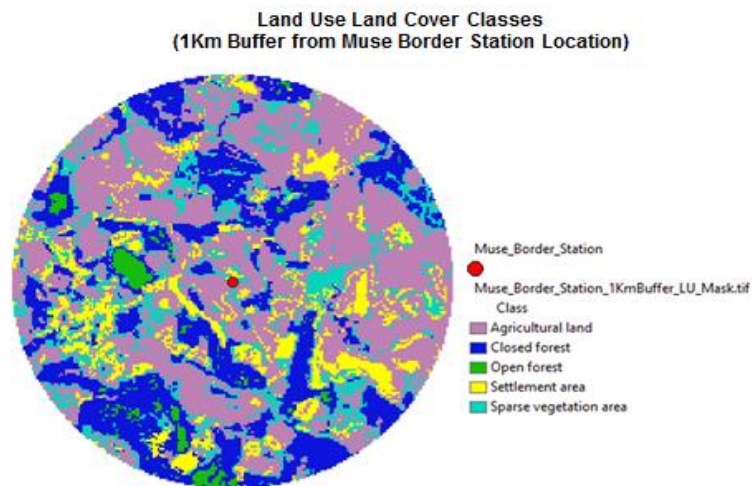 Land Use Land Cover Classes
(1Km Buffer from Muse Border Station Location)
Muse_Border_Station
Muse_Border_Station_1KmBuffer_LU_Mask.tif
Class
Agricultural land
Closed forest
Open forest
Settlement area
Sparse vegetation area